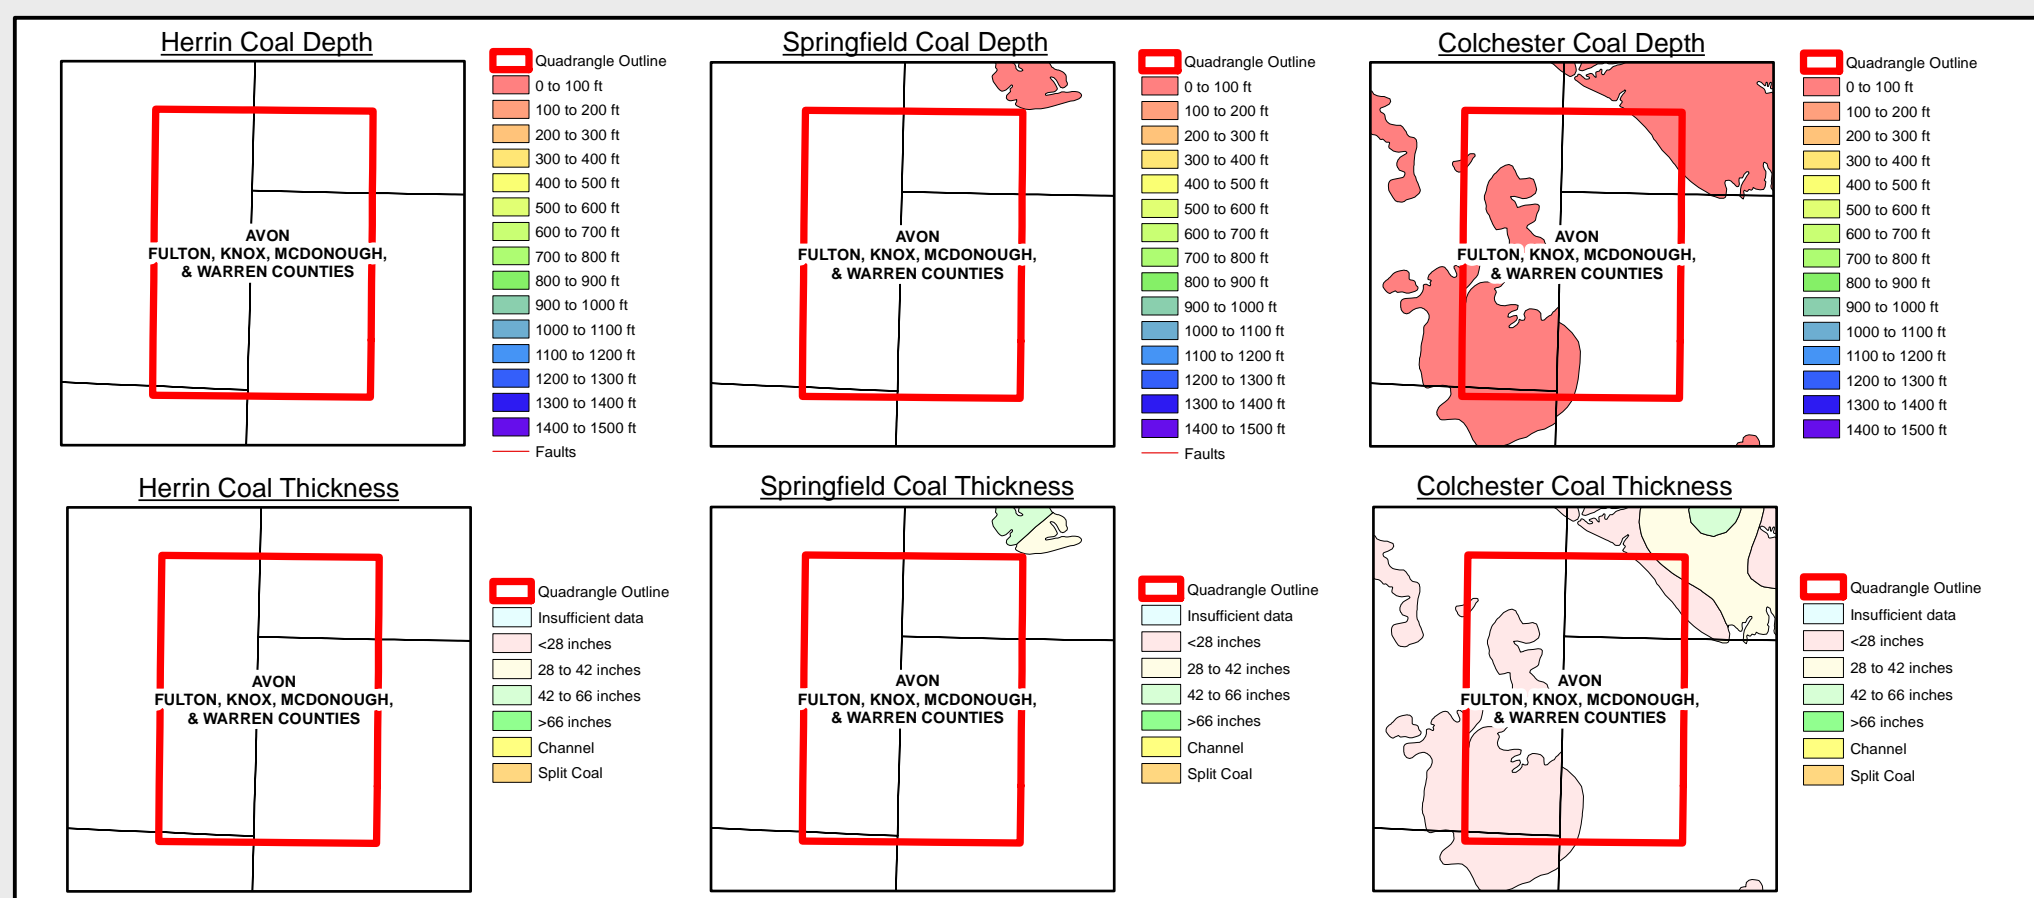 Herrin Coal Depth
Quadrangle Outline
0 to 100 ft
100 to 200 ft
200 to 300 ft
300 to 400 ft
400 to 500 ft
500 to 600 ft
600 to 700 ft
700 to 800 ft
800 to 900 ft
900 to 1000 ft
1000 to 1100 ft
1100 to 1200 ft
1200 to 1300 ft
1300 to 1400 ft
1400 to 1500 ft
Faults
AVON
FULTON, KNOX, MCDONOUGH,
& WARREN COUNTIES
Springfield Coal Depth
Quadrangle Outline
0 to 100 ft
100 to 200 ft
200 to 300 ft
300 to 400 ft
400 to 500 ft
500 to 600 ft
600 to 700 ft
700 to 800 ft
800 to 900 ft
900 to 1000 ft
1000 to 1100 ft
1100 to 1200 ft
1200 to 1300 ft
1300 to 1400 ft
1400 to 1500 ft
Faults
AVON
FULTON, KNOX, MCDONOUGH,
& WARREN COUNTIES
Colchester Coal Depth
Quadrangle Outline
0 to 100 ft
100 to 200 ft
200 to 300 ft
300 to 400 ft
400 to 500 ft
500 to 600 ft
600 to 700 ft
700 to 800 ft
800 to 900 ft
900 to 1000 ft
1000 to 1100 ft
1100 to 1200 ft
1200 to 1300 ft
1300 to 1400 ft
1400 to 1500 ft
AVON
FULTON, KNOX, MCDONOUGH,
& WARREN COUNTIES
Herrin Coal Thickness
Quadrangle Outline
Insufficient data
<28 inches
28 to 42 inches
42 to 66 inches
>66 inches
Channel
Split Coal
AVON
FULTON, KNOX, MCDONOUGH,
& WARREN COUNTIES
Springfield Coal Thickness
Quadrangle Outline
Insufficient data
<28 inches
28 to 42 inches
42 to 66 inches
>66 inches
Channel
Split Coal
AVON
FULTON, KNOX, MCDONOUGH,
& WARREN COUNTIES
Colchester Coal Thickness
Quadrangle Outline
Insufficient data
<28 inches
28 to 42 inches
42 to 66 inches
>66 inches
Channel
Split Coal
AVON
FULTON, KNOX, MCDONOUGH,
& WARREN COUNTIES